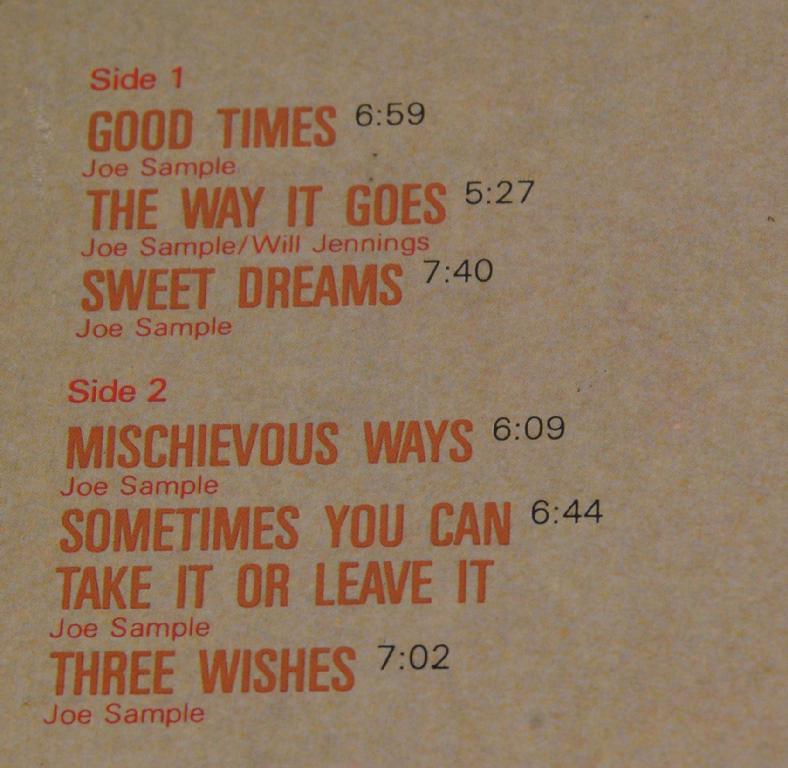 Side 1
GOOD TIMES 6:59
Joe Sample
THE WAY IT GOES 5:27
Joe Sample/Will Jennings
SWEET DREAMS 7:40
Joe Sample
Side 2
MISCHIEVOUS WAYS 6:09
Joe Sample
SOMETIMES YOU CAN 6:44
TAKE IT OR LEAVE IT
Joe Sample
THREE WISHES 7:02
Joe Sample